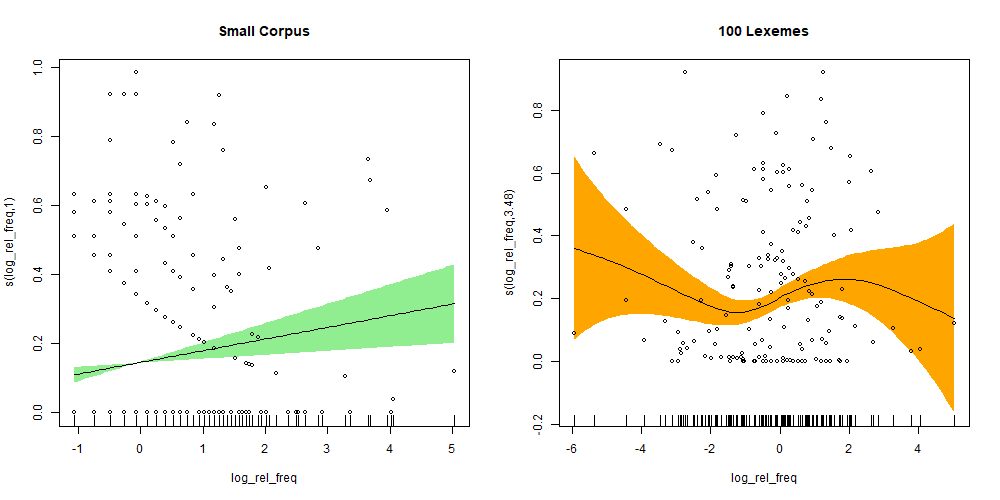 Small Corpus
s(log_rel_freq,1)
1.0
0.8
0.6
0.4
0.2
0.0
-1 0 1 2 3 4 5
log_rel_freq
100 Lexemes
s(log_rel_freq,3.48)
0.8
0.6
0.4
0.2
0.0
-0.2
-6 -4 -2 0 2 4
log_rel_freq